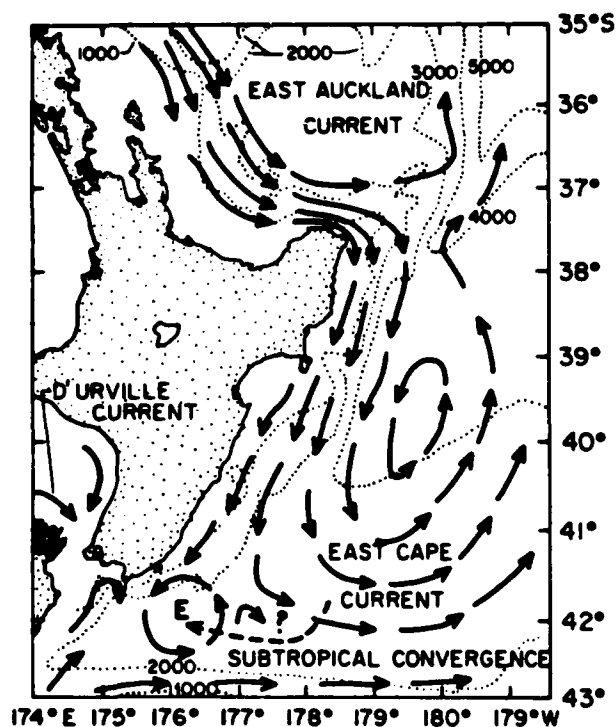 35°S
1000
2000
3000
5000
EAST AUCKLAND
CURRENT
36°
37°
4000
38°
39°
D'URVILLE
CURRENT
40°
41°
EAST CAPE
CURRENT
E
?
42°
SUBTROPICAL CONVERGENCE
2000
1000
43°
174°E 175° 176° 177° 178° 179° 180° 179°W